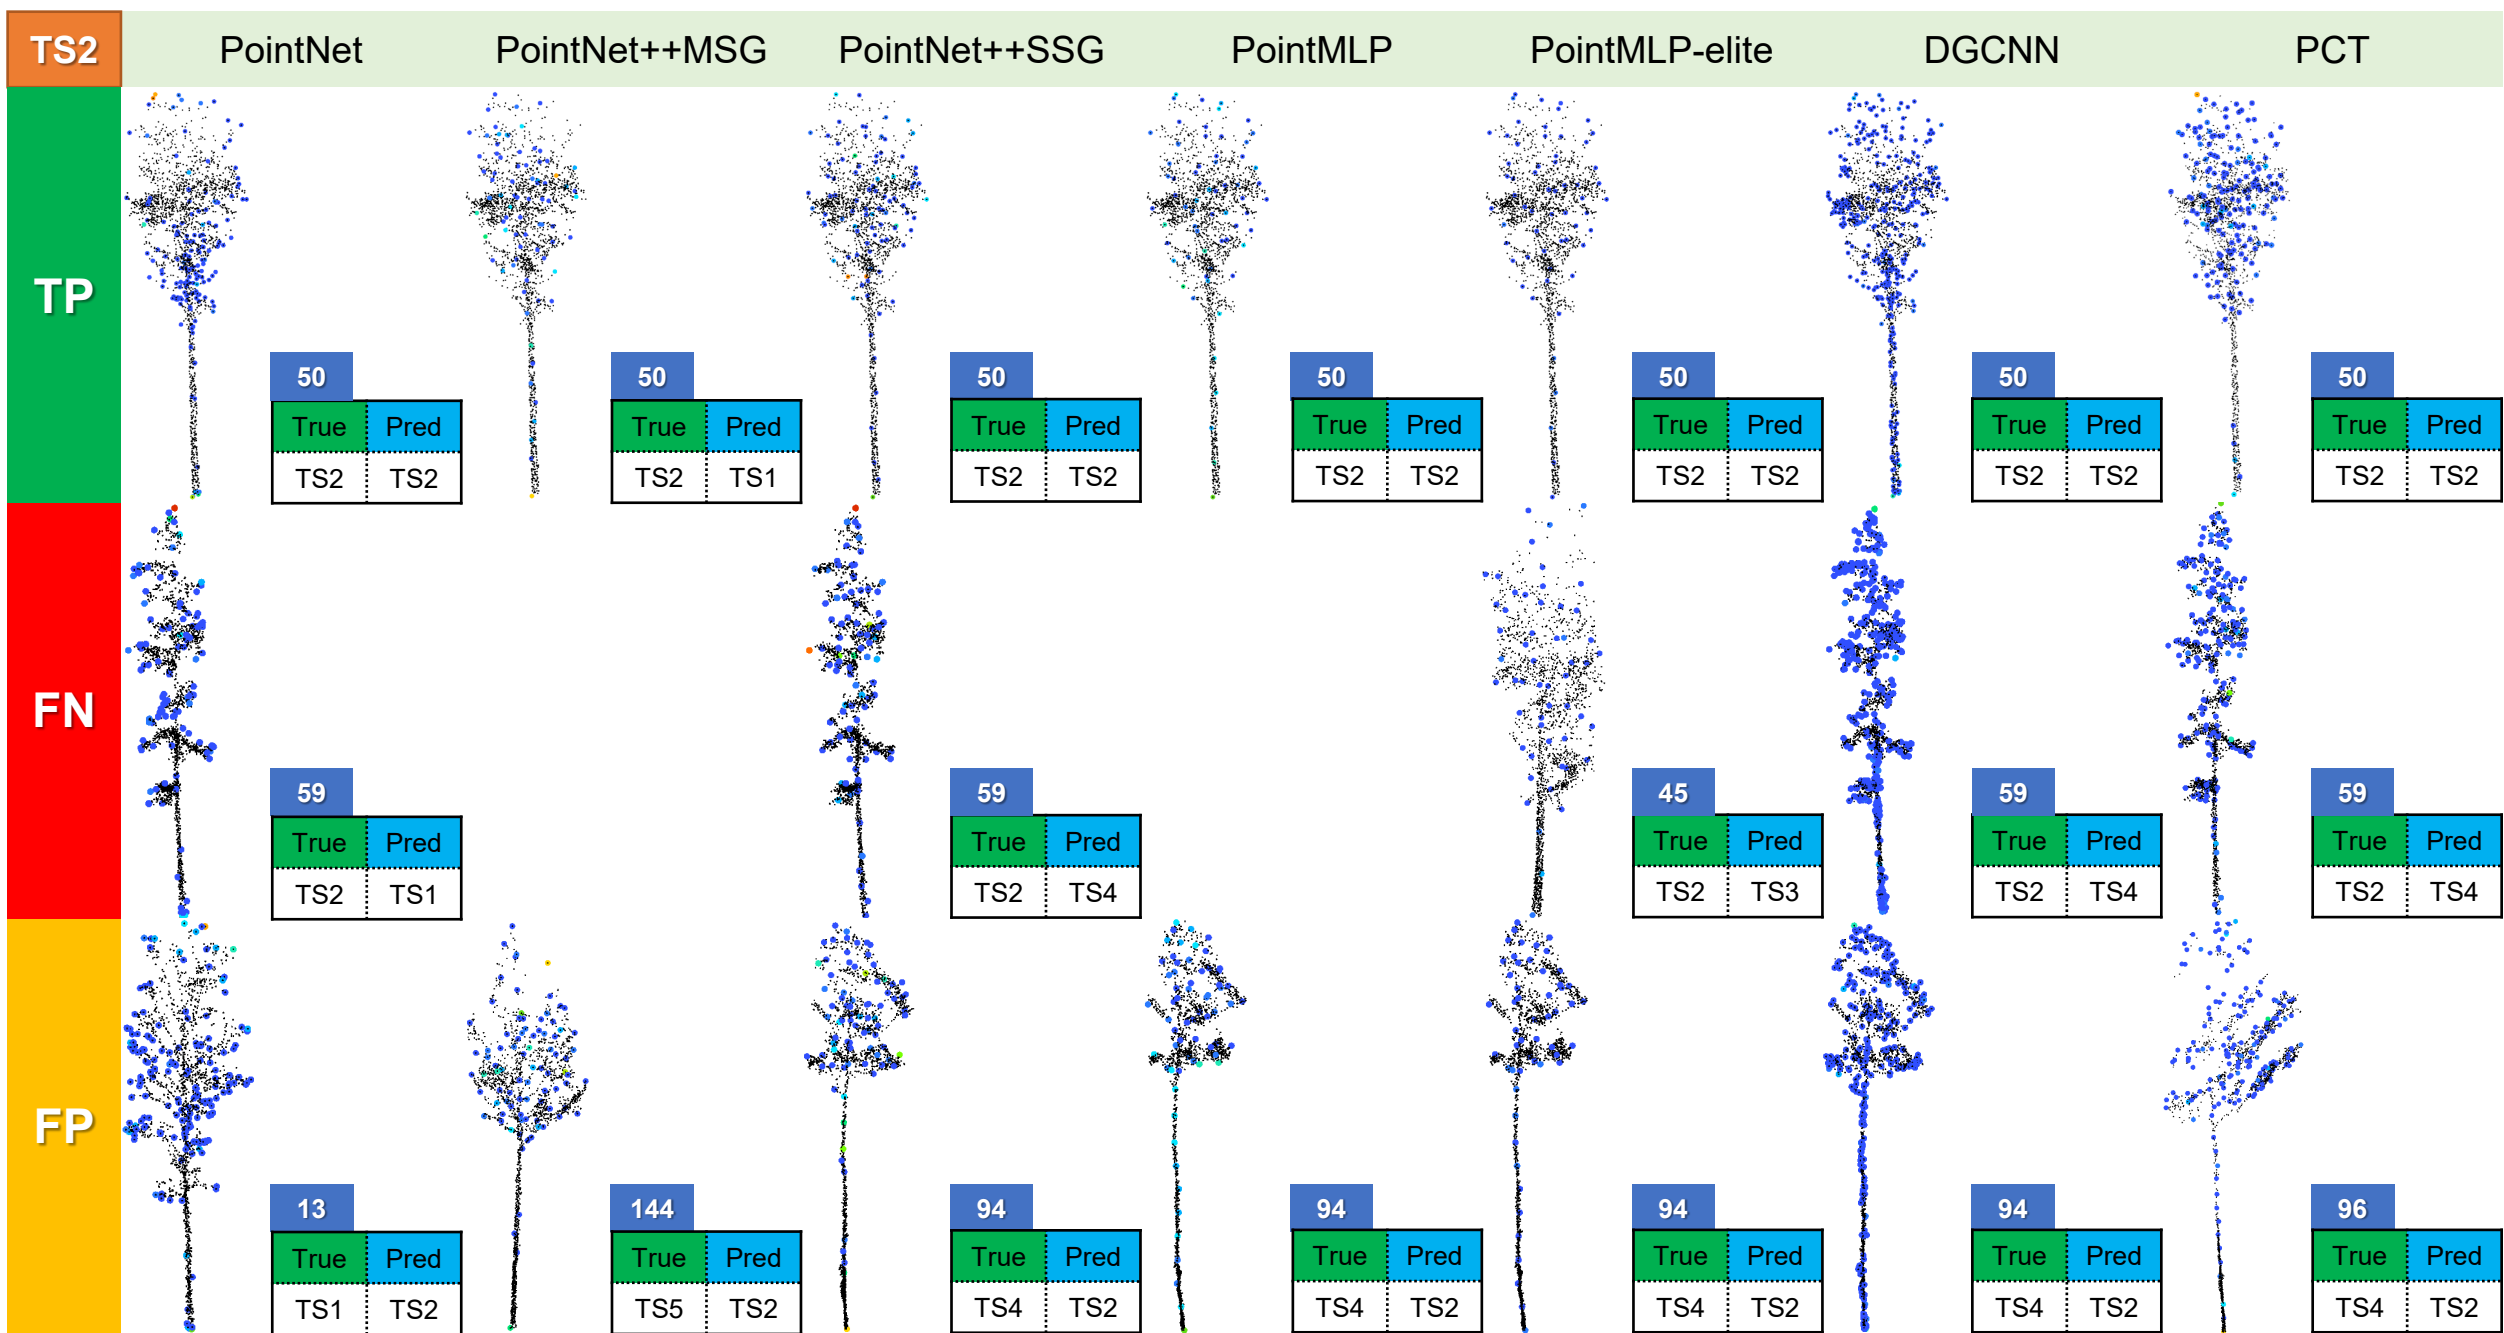 TS2 PointNet PointNet++MSG PointNet++SSG PointMLP PointMLP-elite DGCNN PCT
TP
50 50 50 50 50 50 50
True Pred True Pred True Pred True Pred True Pred True Pred True Pred
TS2 TS2 TS2 TS1 TS2 TS2 TS2 TS2 TS2 TS2 TS2 TS2 TS2 TS2
FN
59 59 45 59 59
True Pred True Pred True Pred True Pred True Pred
TS2 TS1 TS2 TS4 TS2 TS3 TS2 TS4 TS2 TS4
FP
13 144 94 94 94 94 96
True Pred True Pred True Pred True Pred True Pred True Pred True Pred
TS1 TS2 TS5 TS2 TS4 TS2 TS4 TS2 TS4 TS2 TS4 TS2 TS4 TS2